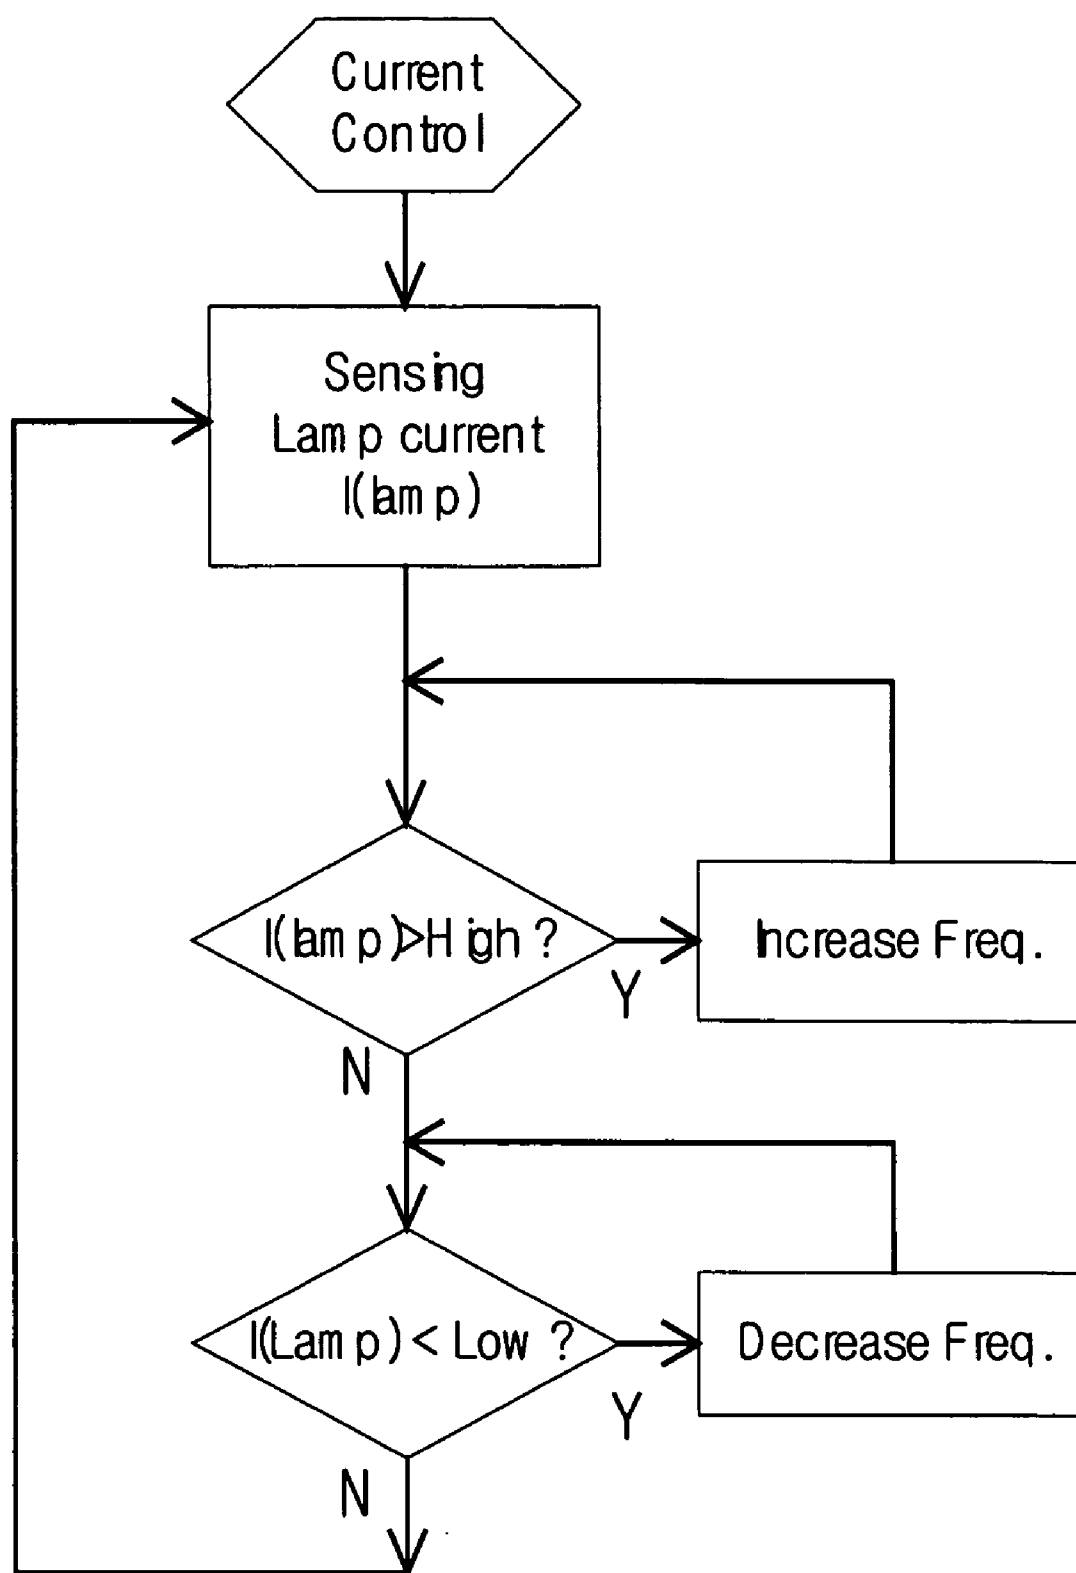 Current
Control
Sensing
Lamp current
I(lamp)
I(lamp)>High ?
Y
Increase Freq.
N
I(Lamp) < Low ?
Y
Decrease Freq.
N